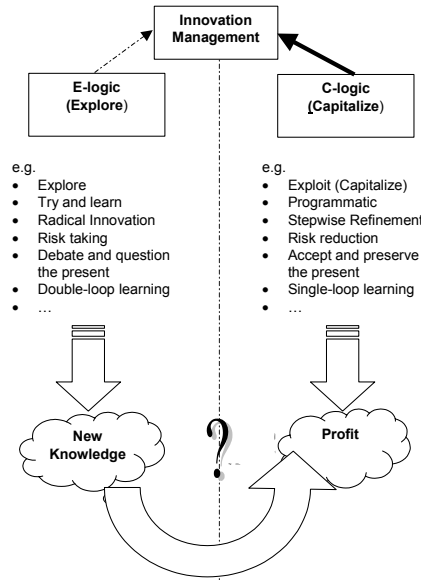 Innovation
Management
E-logic
(Explore)
C-logic
(Capitalize)
e.g.
• Explore
• Try and learn
• Radical Innovation
• Risk taking
• Debate and question
the present
• Double-loop learning
• …
e.g.
• Exploit (Capitalize)
• Programmatic
• Stepwise Refinement
• Risk reduction
• Accept and preserve
the present
• Single-loop learning
• …
New
Knowledge
?
Profit